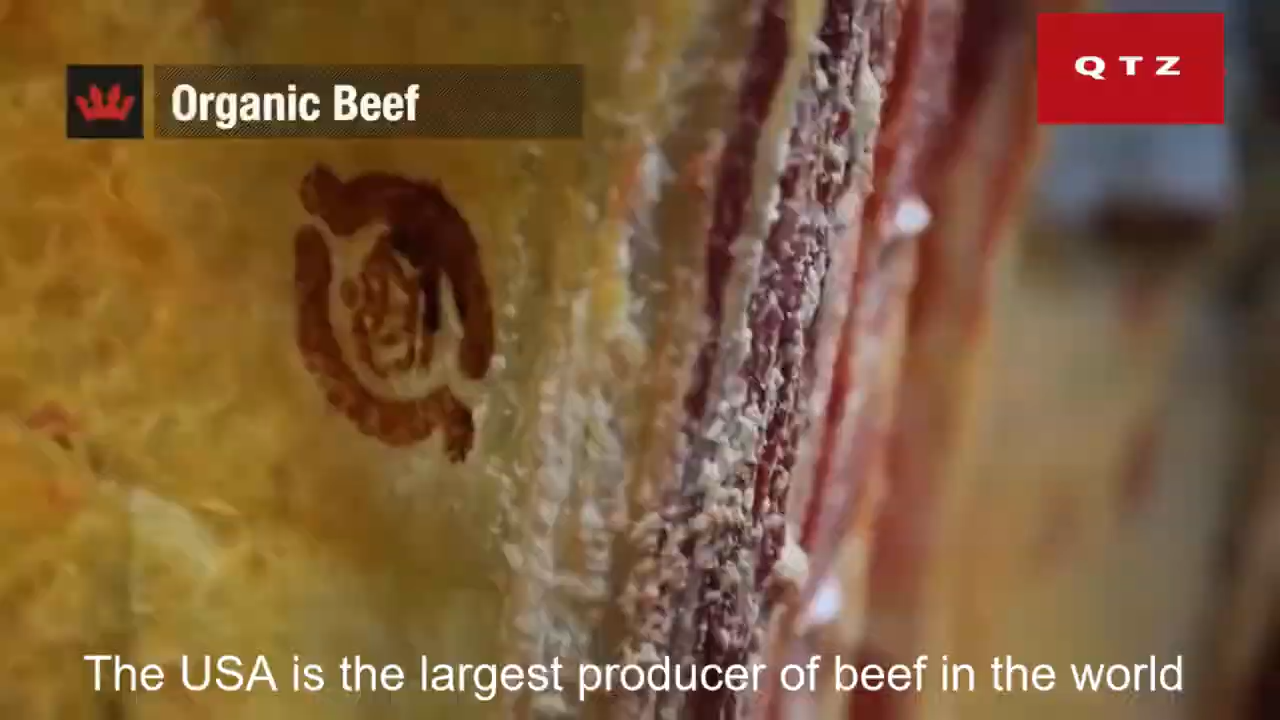 QTZ
Organic Beef
The USA is the largest producer of beef in the world